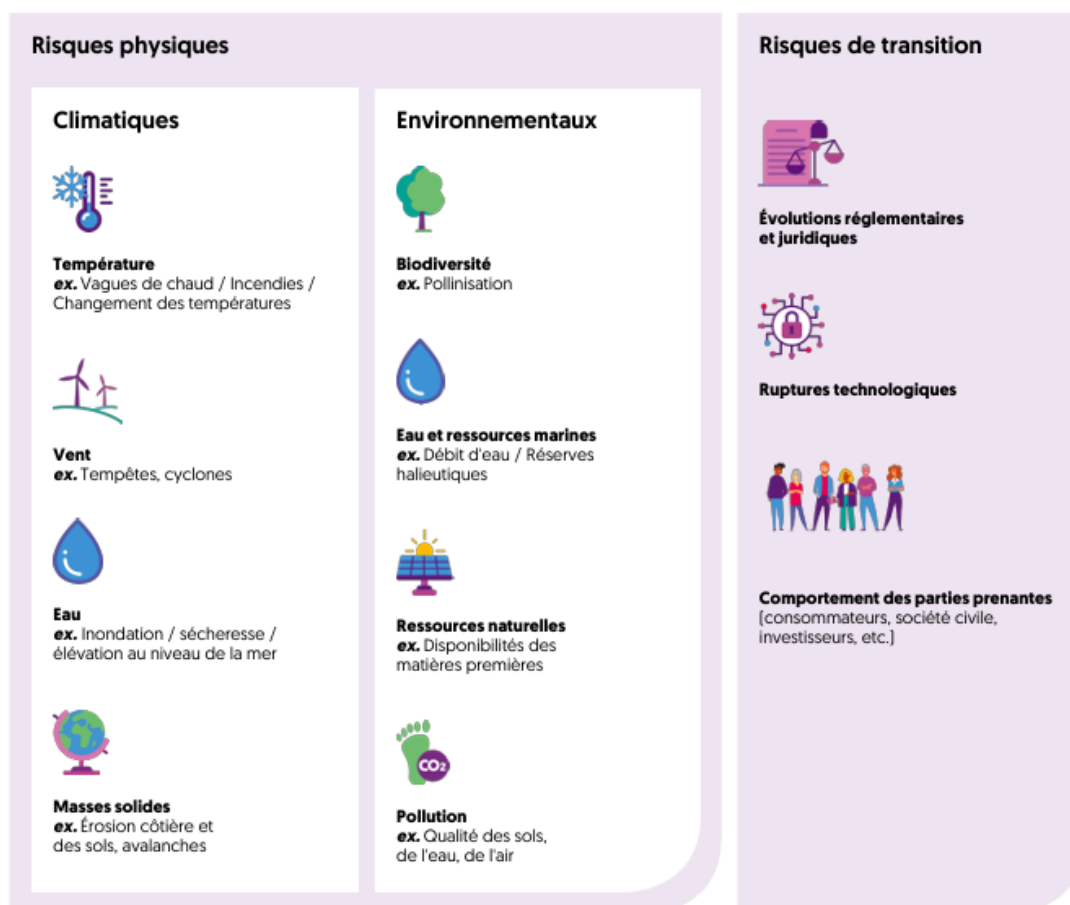 Risques physiques
Climatiques
Température
ex. Vagues de chaud / Incendies /
Changement des températures
Vent
ex. Tempêtes, cyclones
Eau
ex. Inondation / sécheresse /
élévation au niveau de la mer
Masses solides
ex. Érosion côtière et
des sols, avalanches
Environnementaux
Biodiversité
ex. Pollinisation
Eau et ressources marines
ex. Débit d'eau / Réserves
halieutiques
Ressources naturelles
ex. Disponibilités des
matières premières
CO2
Pollution
ex. Qualité des sols,
de l'eau, de l'air
Risques de transition
Évolutions réglementaires
et juridiques
Ruptures technologiques
Comportement des parties prenantes
(consommateurs, société civile,
investisseurs, etc.)